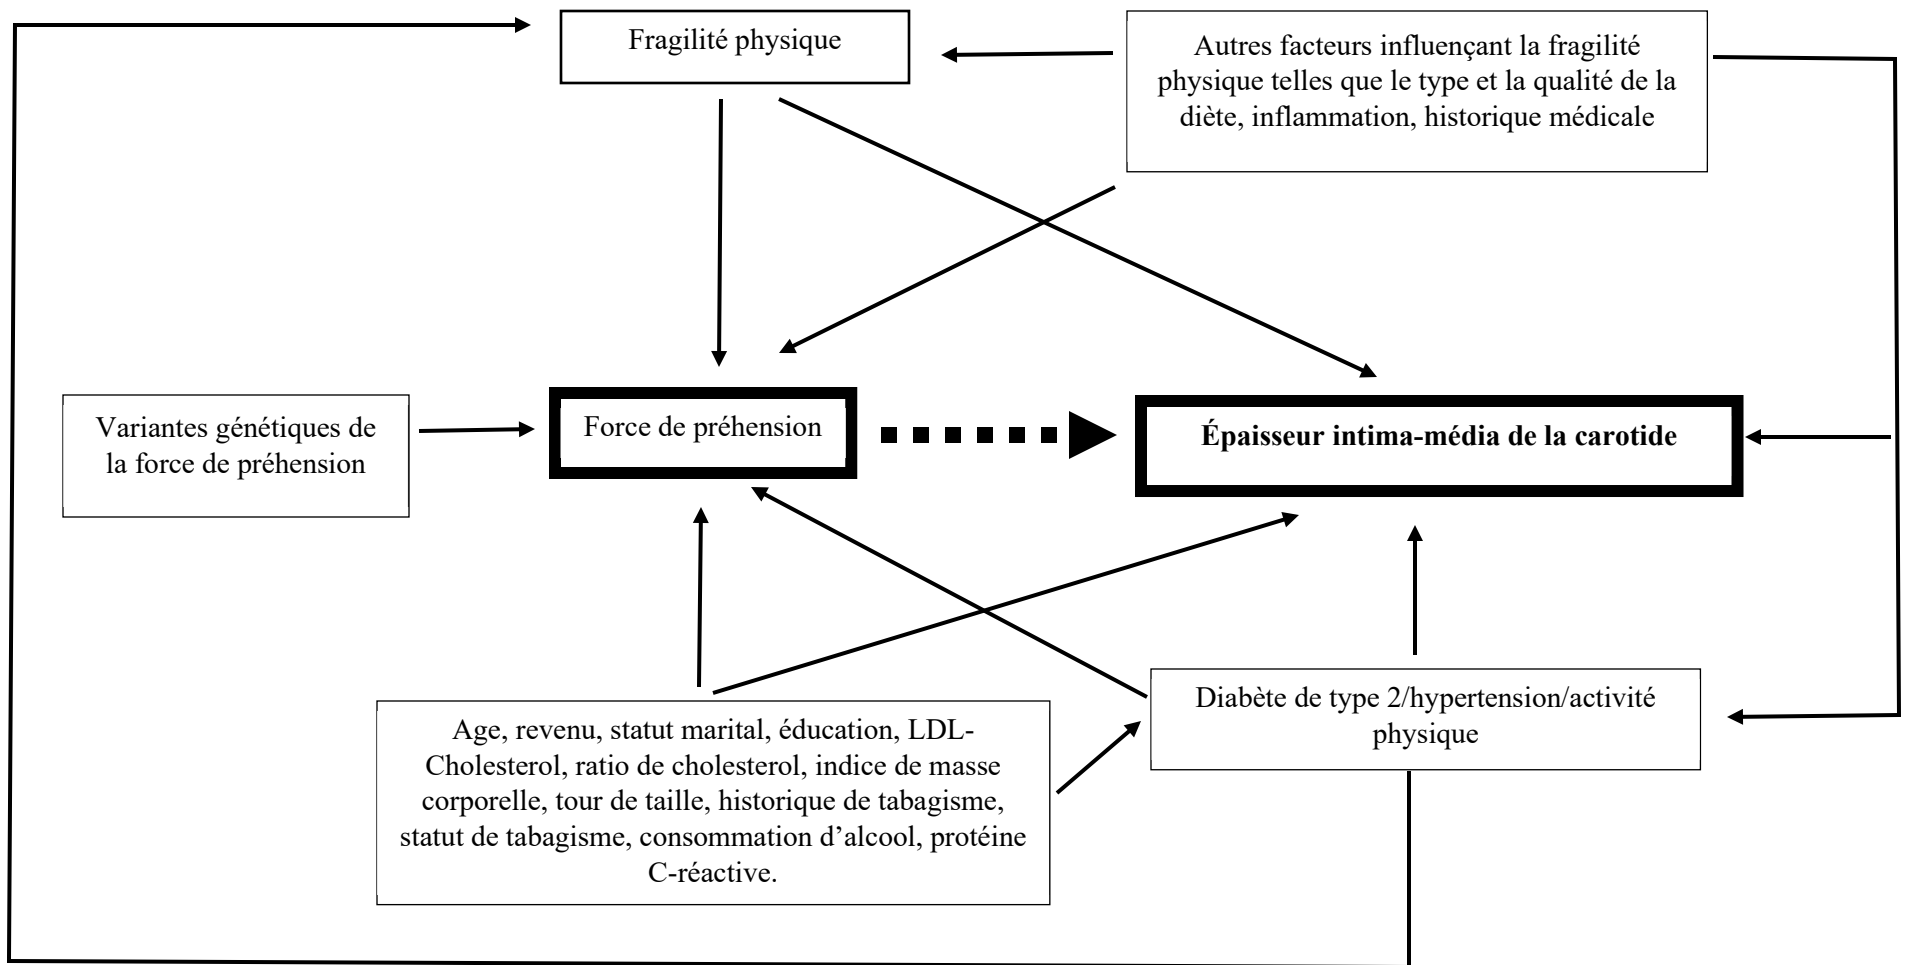 Fragilité physique
Autres facteurs influençant la fragilité
physique telles que le type et la qualité de la
diète, inflammation, historique médicale
Variantes génétiques de
la force de préhension
Force de préhension
Épaisseur intima-média de la carotide
Age, revenu, statut marital, éducation, LDL-
Cholesterol, ratio de cholesterol, indice de masse
corporelle, tour de taille, historique de tabagisme,
statut de tabagisme, consommation d’alcool, protéine
C-réactive.
Diabète de type 2/hypertension/activité
physique